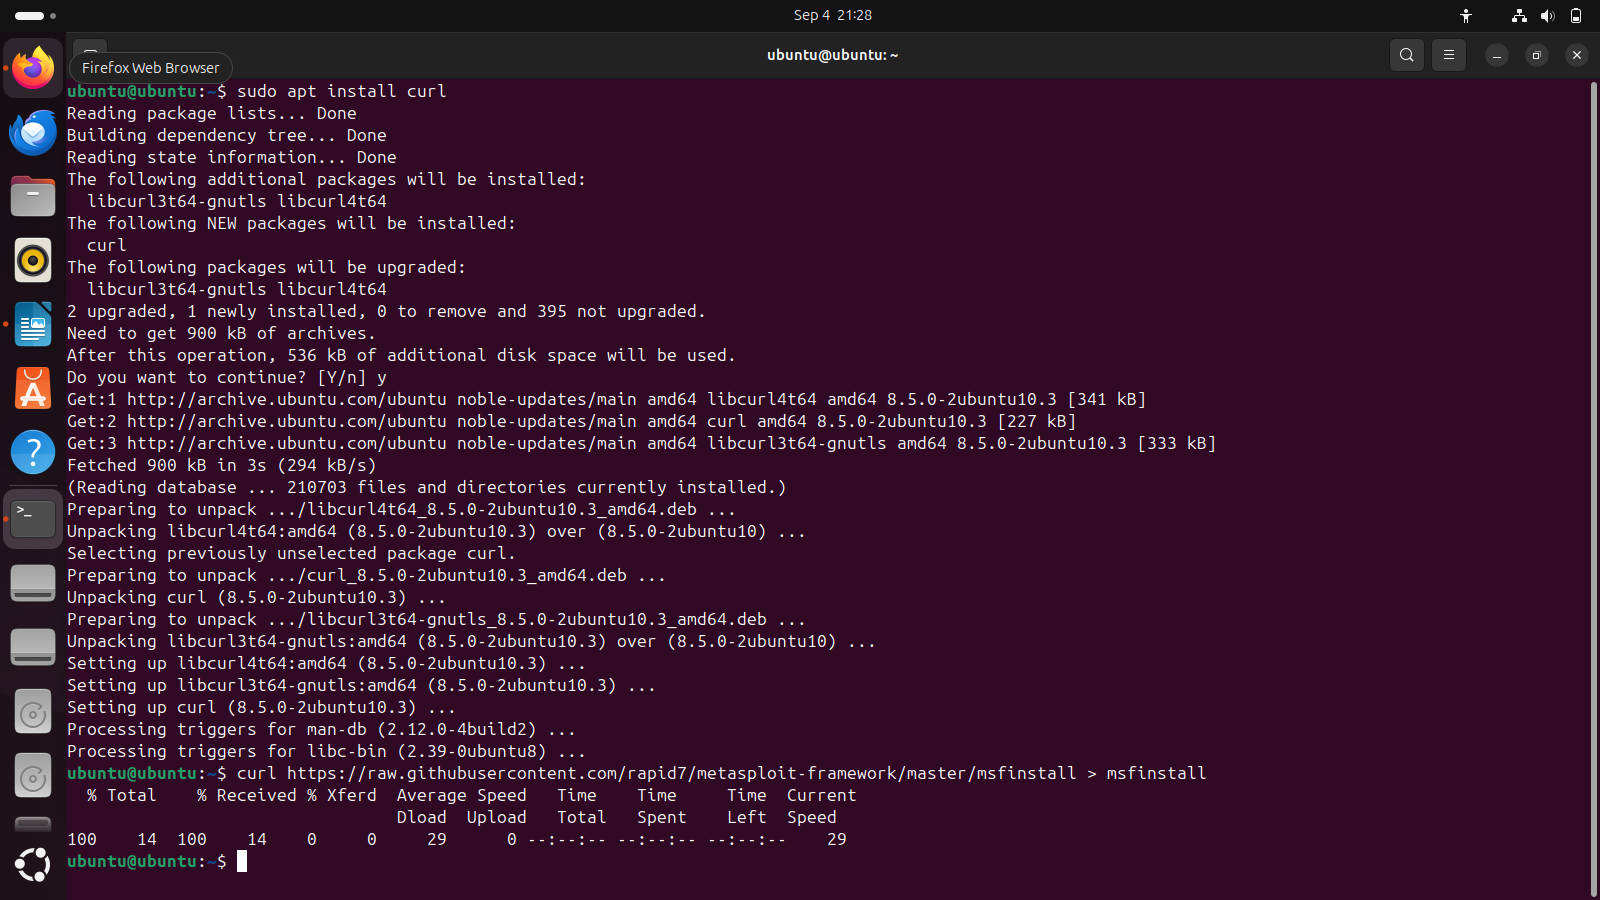 Sep 4 21:28
ubuntu@ubuntu: ~
Firefox Web Browser
ubuntu@ubuntu:~$ sudo apt install curl
Reading package lists... Done
Building dependency tree... Done
Reading state information... Done
The following additional packages will be installed:
  libcurl3t64-gnutls libcurl4t64
The following NEW packages will be installed:
  curl
The following packages will be upgraded:
  libcurl3t64-gnutls libcurl4t64
2 upgraded, 1 newly installed, 0 to remove and 395 not upgraded.
Need to get 900 kB of archives.
After this operation, 536 kB of additional disk space will be used.
Do you want to continue? [Y/n] y
Get:1 http://archive.ubuntu.com/ubuntu noble-updates/main amd64 libcurl4t64 amd64 8.5.0-2ubuntu10.3 [341 kB]
Get:2 http://archive.ubuntu.com/ubuntu noble-updates/main amd64 curl amd64 8.5.0-2ubuntu10.3 [227 kB]
Get:3 http://archive.ubuntu.com/ubuntu noble-updates/main amd64 libcurl3t64-gnutls amd64 8.5.0-2ubuntu10.3 [333 kB]
Fetched 900 kB in 3s (294 kB/s)
(Reading database ... 210703 files and directories currently installed.)
Preparing to unpack .../libcurl4t64_8.5.0-2ubuntu10.3_amd64.deb ...
Unpacking libcurl4t64:amd64 (8.5.0-2ubuntu10.3) over (8.5.0-2ubuntu10) ...
Selecting previously unselected package curl.
Preparing to unpack .../curl_8.5.0-2ubuntu10.3_amd64.deb ...
Unpacking curl (8.5.0-2ubuntu10.3) ...
Preparing to unpack .../libcurl3t64-gnutls_8.5.0-2ubuntu10.3_amd64.deb ...
Unpacking libcurl3t64-gnutls:amd64 (8.5.0-2ubuntu10.3) over (8.5.0-2ubuntu10) ...
Setting up libcurl4t64:amd64 (8.5.0-2ubuntu10.3) ...
Setting up libcurl3t64-gnutls:amd64 (8.5.0-2ubuntu10.3) ...
Setting up curl (8.5.0-2ubuntu10.3) ...
Processing triggers for man-db (2.12.0-4build2) ...
Processing triggers for libc-bin (2.39-0ubuntu8) ...
ubuntu@ubuntu:~$ curl https://raw.githubusercontent.com/rapid7/metasploit-framework/master/msfinstall > msfinstall
  % Total    % Received % Xferd  Average Speed   Time    Time     Time  Current
                                 Dload  Upload   Total   Spent    Left  Speed
100    14  100    14    0     0     29      0 --:--:-- --:--:-- --:--:--    29
ubuntu@ubuntu:~$